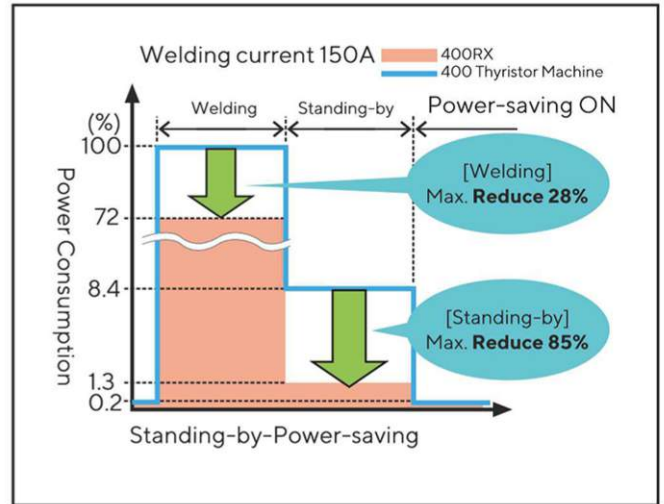 Welding current 150A
400RX
400 Thyristor Machine
Welding
Standing-by
Power-saving ON
(%)
100
72
8.4
1.3
0.2
Power Consumption
[Welding]
Max. Reduce 28%
[Standing-by]
Max. Reduce 85%
Standing-by-Power-saving